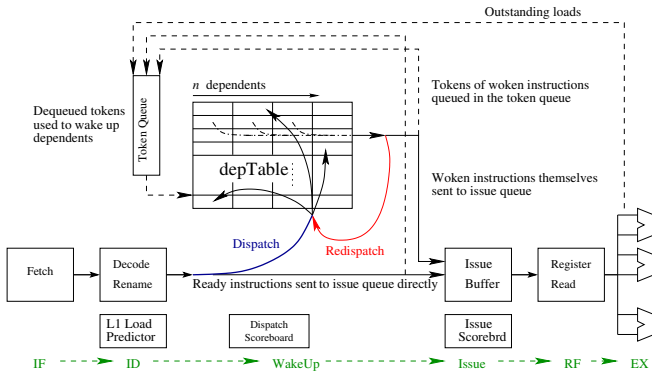 Outstanding loads
n dependents
Tokens of woken instructions
queued in the token queue
Dequeued tokens
used to wake up
dependents
Token Queue
depTable
Woken instructions themselves
sent to issue queue
Dispatch
Redispatch
Fetch
Decode
Rename
Ready instructions sent to issue queue directly
Issue
Buffer
Register
Read
L1 Load
Predictor
Dispatch
Scoreboard
Issue
Scorebrd
IF
ID
WakeUp
Issue
RF
EX